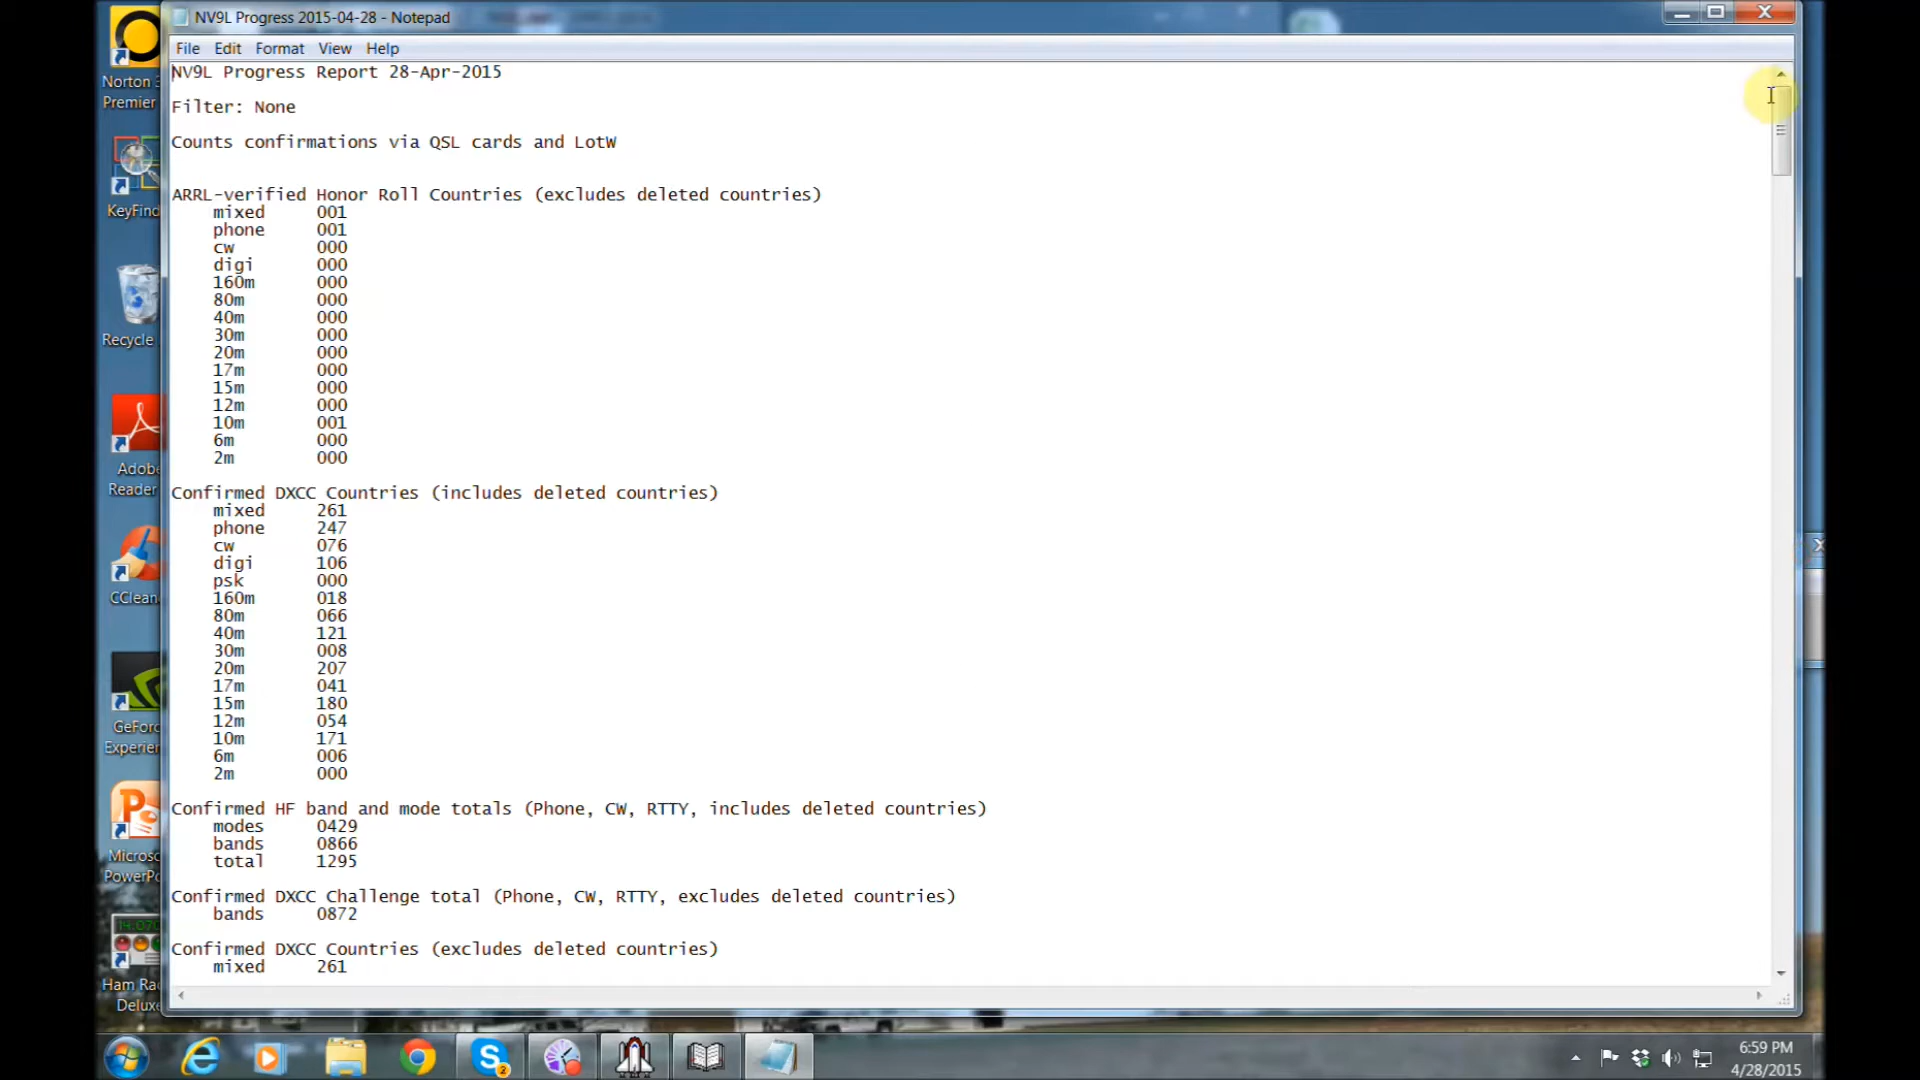 NV9L Progress 2015-04-28 - Notepad
File Edit Format View Help
NV9L Progress Report 28-Apr-2015
Filter: None
Counts confirmations via QSL cards and LotW
ARRL-verified Honor Roll Countries (excludes deleted countries)
mixed 001
phone 001
cw 000
digi 000
160m 000
80m 000
40m 000
30m 000
20m 000
17m 000
15m 000
12m 000
10m 001
6m 000
2m 000
Confirmed DXCC Countries (includes deleted countries)
mixed 261
phone 247
cw 076
digi 106
psk 000
160m 018
80m 066
40m 121
30m 008
20m 207
17m 041
15m 180
12m 054
10m 171
6m 006
2m 000
Confirmed HF band and mode totals (Phone, CW, RTTY, includes deleted countries)
modes 0429
bands 0866
total 1295
Confirmed DXCC Challenge total (Phone, CW, RTTY, excludes deleted countries)
bands 0872
Confirmed DXCC Countries (excludes deleted countries)
mixed 261
Norton
Premier
KeyFind
Recycle
Adobe
Reader
CClean
GeForc
Experien
Microso
PowerPo
Ham Ra
Deluxe
2
6:59 PM
4/28/2015